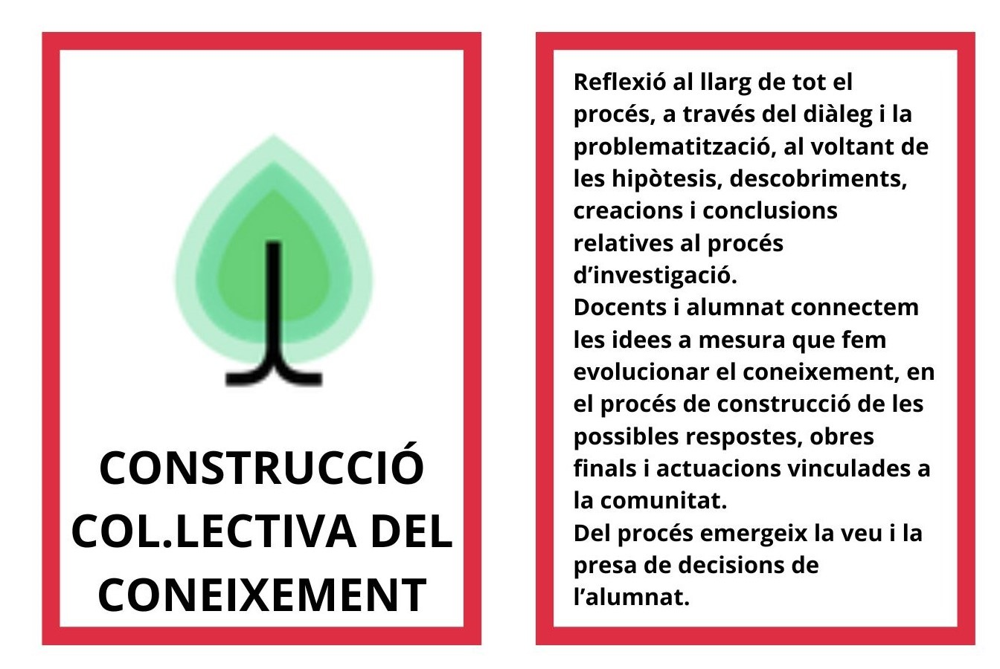 CONSTRUCCIÓ
COL.LECTIVA DEL
CONEIXEMENT
Reflexió al llarg de tot el
procés, a través del diàleg i la
problematització, al voltant de
les hipòtesis, descobriments,
creacions i conclusions
relatives al procés
d’investigació.
Docents i alumnat connectem
les idees a mesura que fem
evolucionar el coneixement, en
el procés de construcció de les
possibles respostes, obres
finals i actuacions vinculades a
la comunitat.
Del procés emergeix la veu i la
presa de decisions de
l’alumnat.